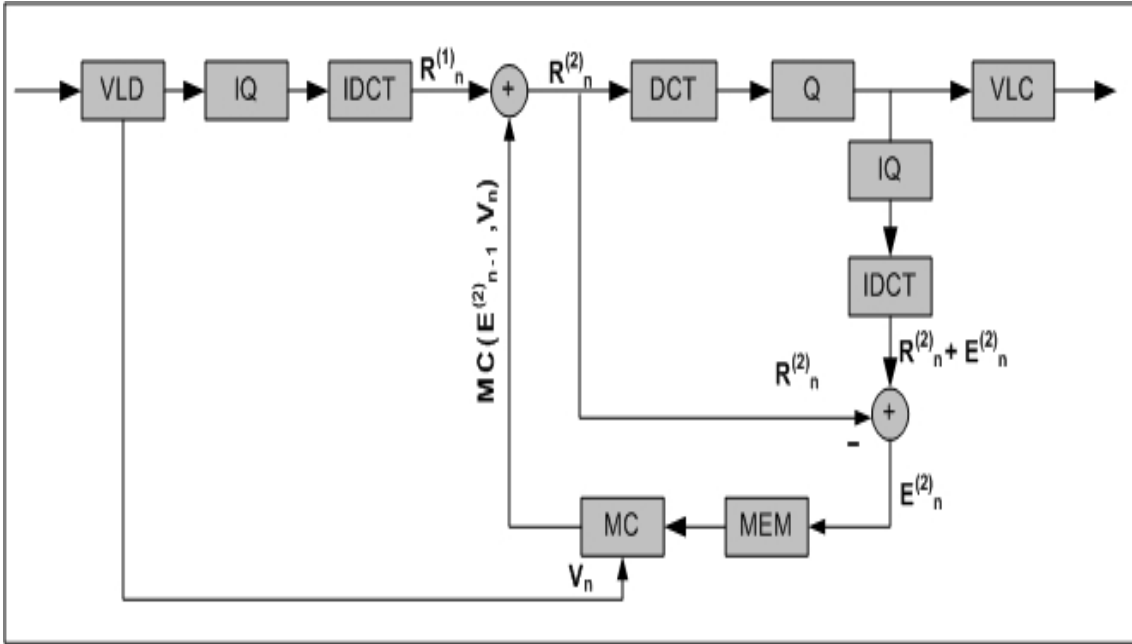 VLD
IQ
IDCT
R⁽¹⁾ₙ
+
R⁽²⁾ₙ
DCT
Q
VLC
IQ
IDCT
R⁽²⁾ₙ + E⁽²⁾ₙ
R⁽²⁾ₙ
+
-
E⁽²⁾ₙ
MEM
MC
Vₙ
MC(E⁽²⁾ₙ₋₁ ,Vₙ)